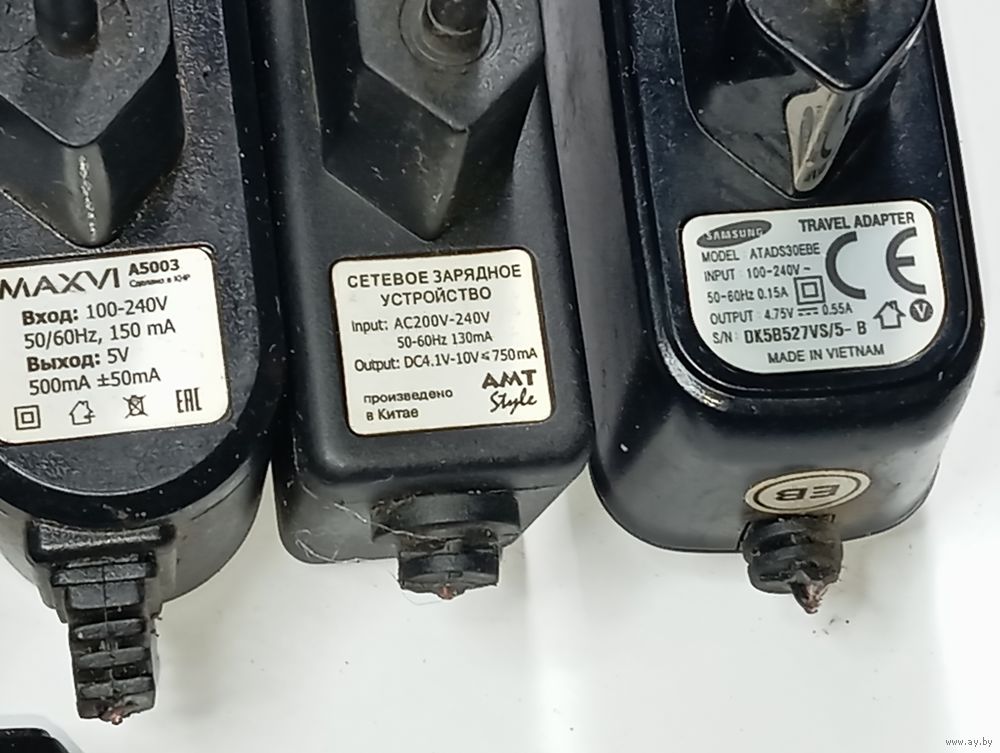 MAXVI A5003
Сделано в КНР
Вход: 100-240V
50/60Hz, 150 mA
Выход: 5V
500mA ±50mA
EAC
СЕТЕВОЕ ЗАРЯДНОЕ
УСТРОЙСТВО
Input: AC200V-240V
50-60Hz 130mA
Output: DC4.1V-10V≤750mA
произведено
в Китае
AMT
Style
SAMSUNG TRAVEL ADAPTER
MODEL : ATADS30EBE
INPUT : 100-240V~
50-60Hz 0.15A
OUTPUT : 4.75V ⎓ 0.55A
S/N : DK5B527VS/5- B
MADE IN VIETNAM
CE
V
EB
www.ay.by